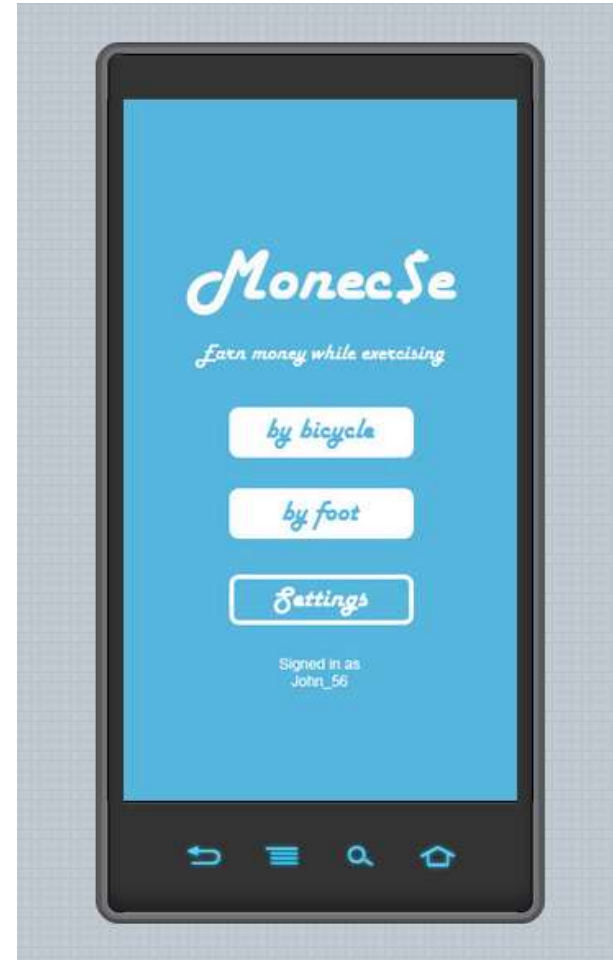 Monec$e
Earn money while exercising
by bicycle
by foot
Settings
Signed in as
John_56